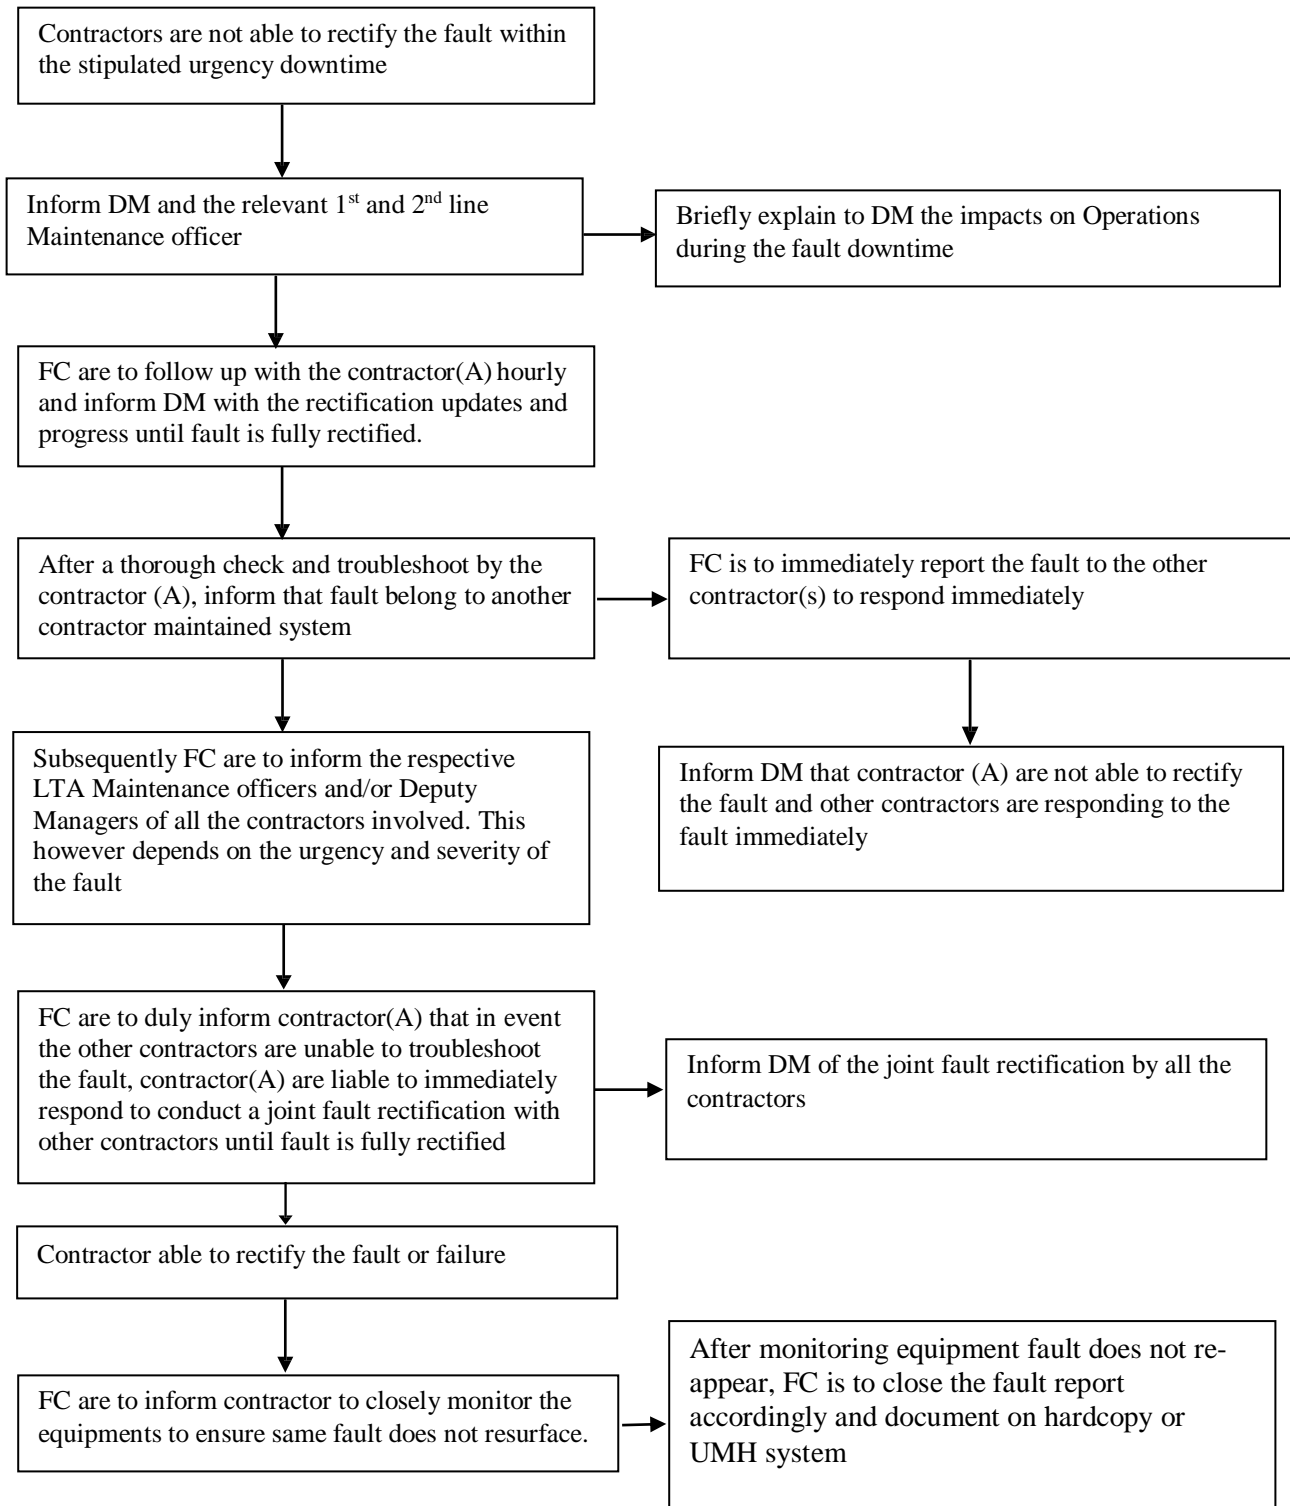 Contractors are not able to rectify the fault within
the stipulated urgency downtime
Inform DM and the relevant 1st and 2nd line
Maintenance officer
Briefly explain to DM the impacts on Operations
during the fault downtime
FC are to follow up with the contractor(A) hourly
and inform DM with the rectification updates and
progress until fault is fully rectified.
After a thorough check and troubleshoot by the
contractor (A), inform that fault belong to another
contractor maintained system
FC is to immediately report the fault to the other
contractor(s) to respond immediately
Subsequently FC are to inform the respective
LTA Maintenance officers and/or Deputy
Managers of all the contractors involved. This
however depends on the urgency and severity of
the fault
Inform DM that contractor (A) are not able to rectify
the fault and other contractors are responding to the
fault immediately
FC are to duly inform contractor(A) that in event
the other contractors are unable to troubleshoot
the fault, contractor(A) are liable to immediately
respond to conduct a joint fault rectification with
other contractors until fault is fully rectified
Inform DM of the joint fault rectification by all the
contractors
Contractor able to rectify the fault or failure
FC are to inform contractor to closely monitor the
equipments to ensure same fault does not resurface.
After monitoring equipment fault does not re-
appear, FC is to close the fault report
accordingly and document on hardcopy or
UMH system